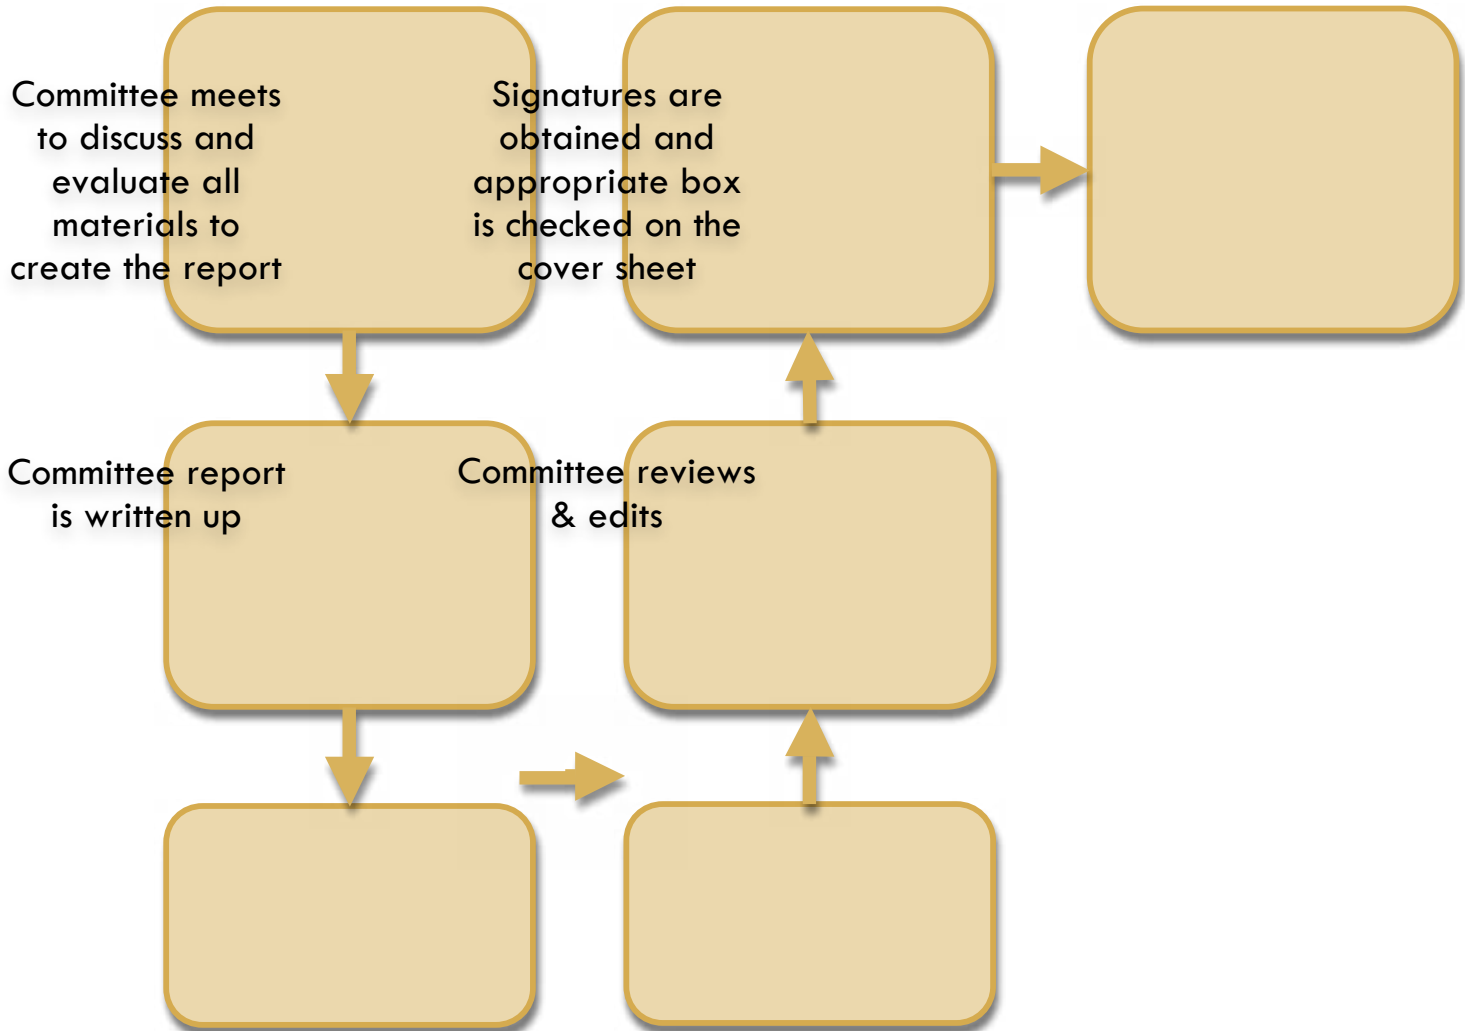 Committee meets
to discuss and
evaluate all
materials to
create the report
Committee report
is written up
Committee reviews
& edits
Signatures are
obtained and
appropriate box
is checked on the
cover sheet